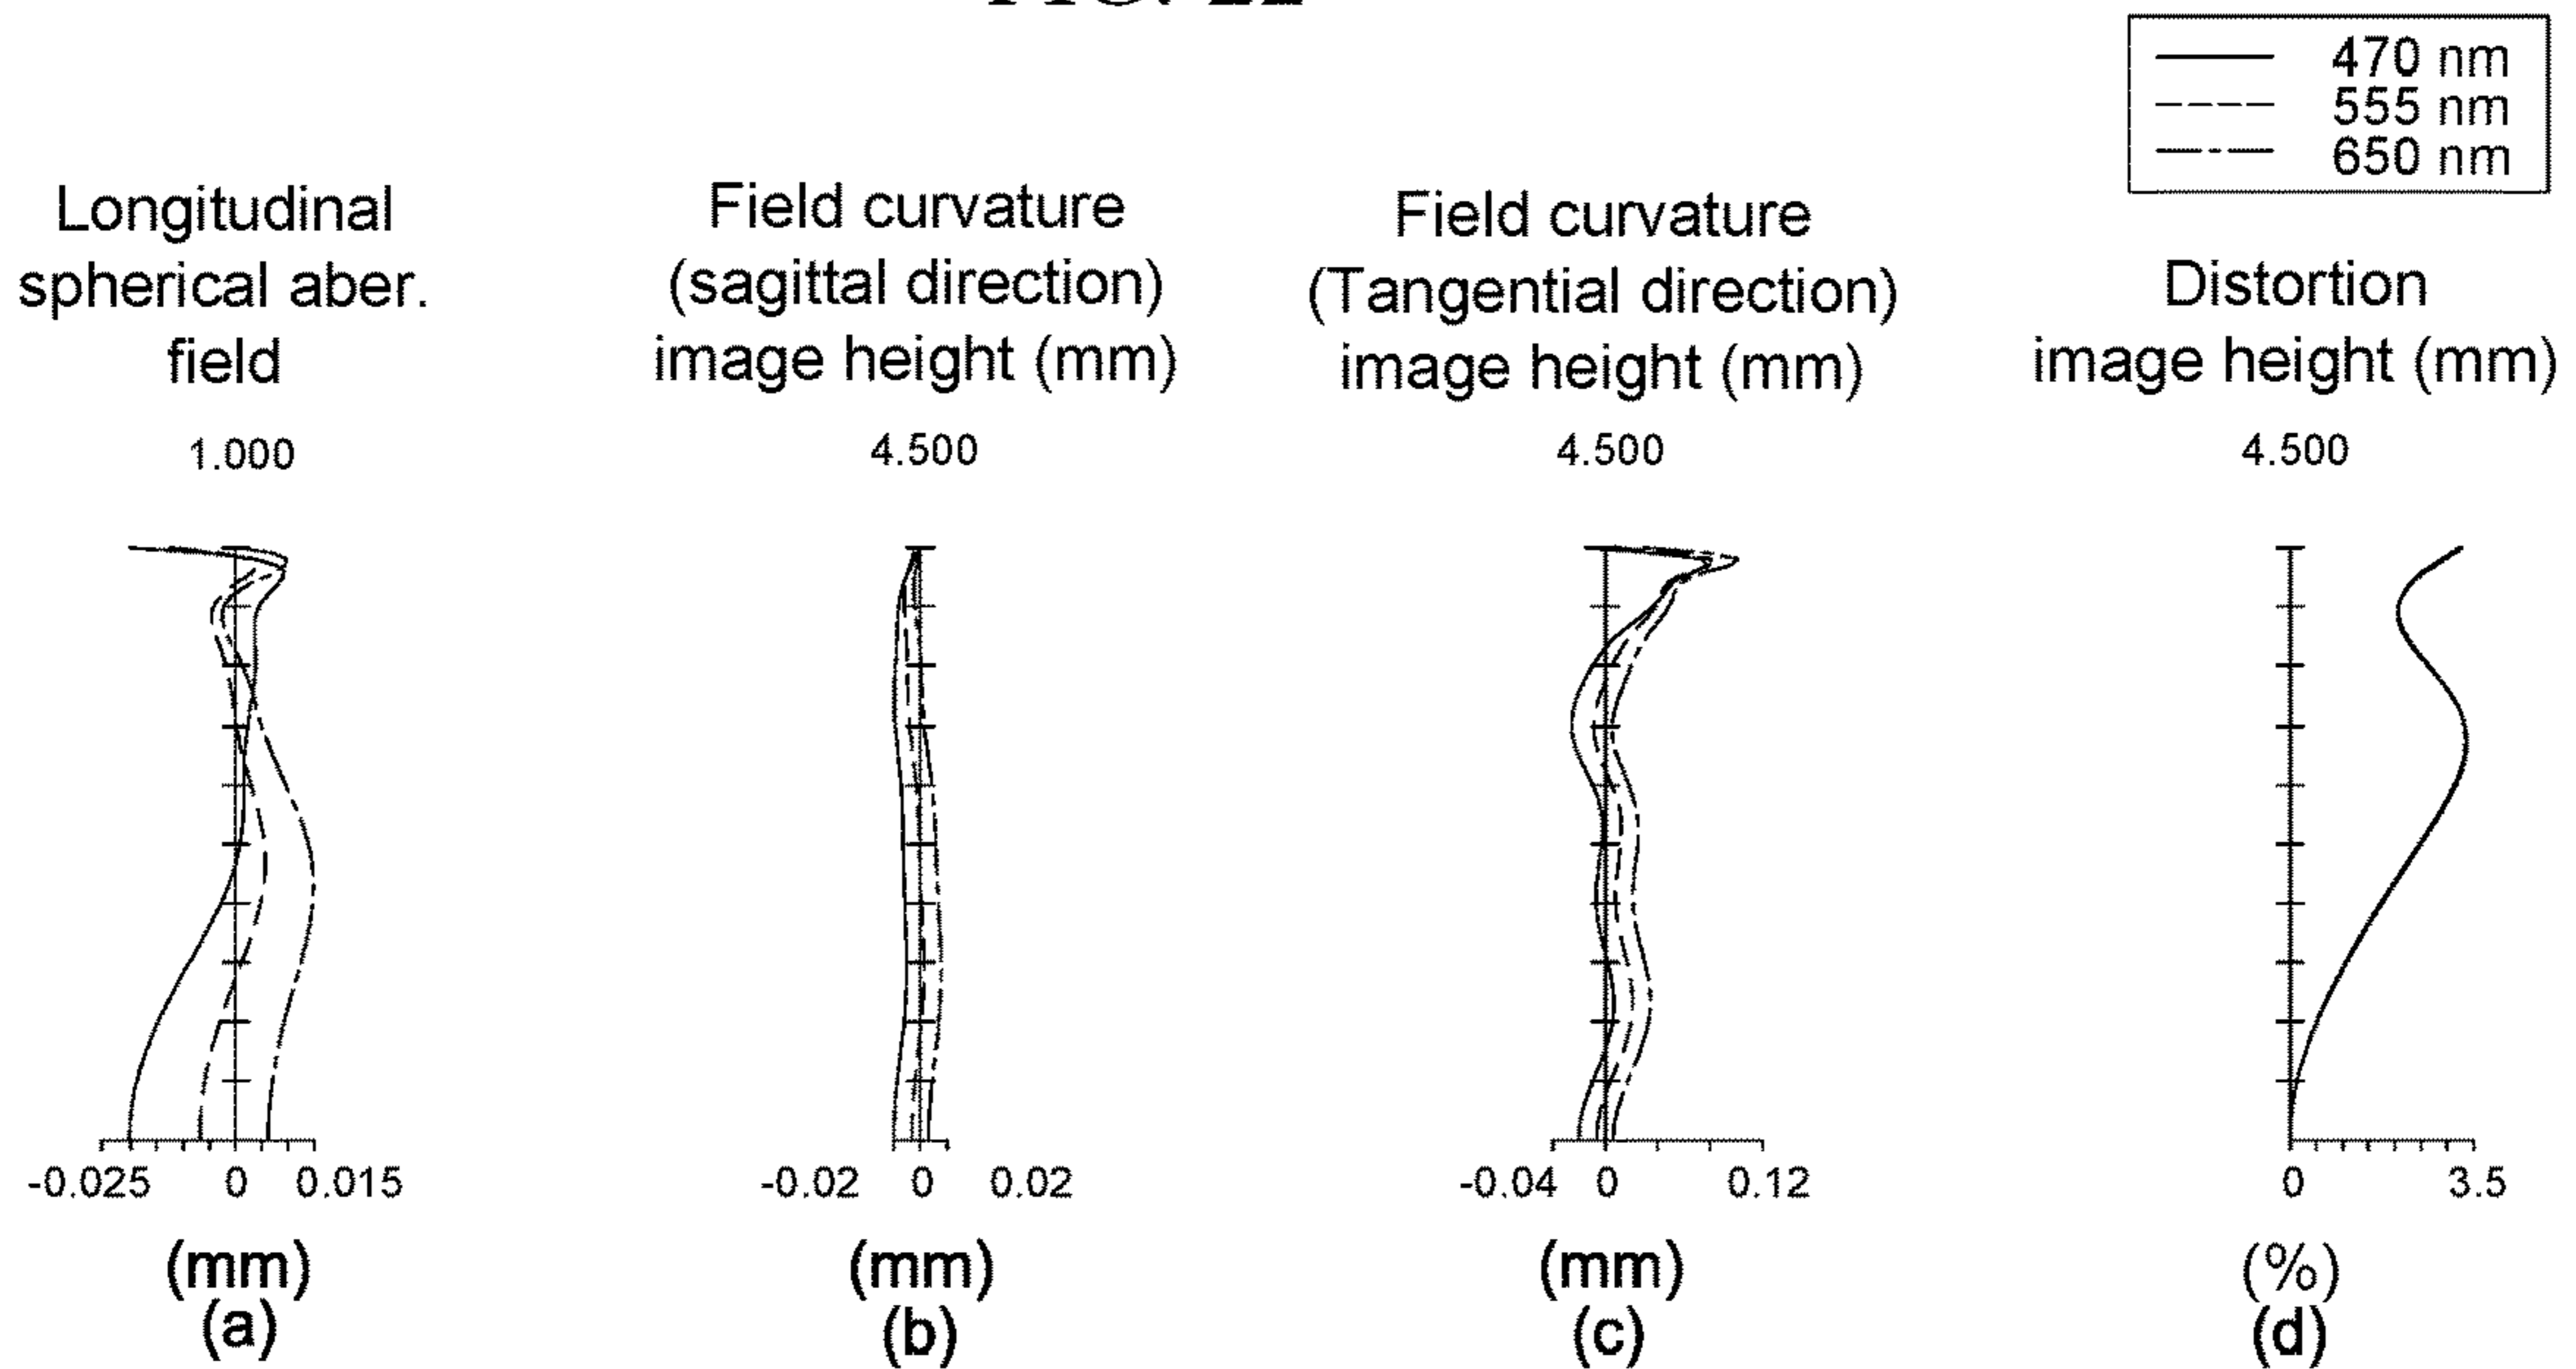 470 nm
555 nm
650 nm
Longitudinal
spherical aber.
field
1.000
-0.025 0 0.015
(mm)
(a)
Field curvature
(sagittal direction)
image height (mm)
4.500
-0.02 0 0.02
(mm)
(b)
Field curvature
(Tangential direction)
image height (mm)
4.500
-0.04 0 0.12
(mm)
(c)
Distortion
image height (mm)
4.500
0 3.5
(%)
(d)